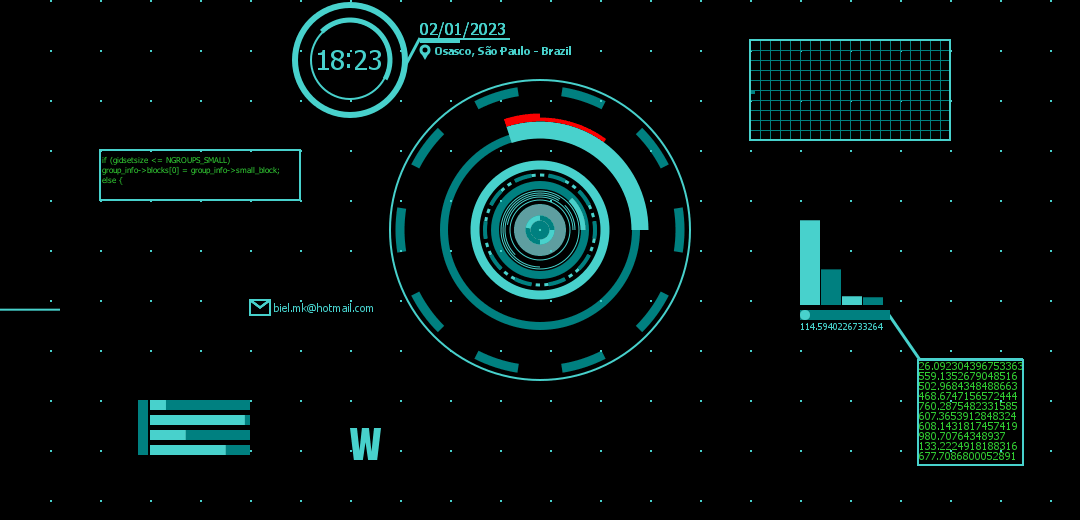 02/01/2023
18:23
Osasco, São Paulo - Brazil
if (gidsetsize <= NGROUPS_SMALL)
group_info->blocks[0] = group_info->small_block;
else {
biel.mk@hotmail.com
114.5940226733264
26.092304396753363
559.1352679048516
502.9684348488663
468.6747156572444
760.2875482331585
607.3653912848324
608.1431817457419
980.70764348937
133.2224918188316
677.7086800052891
W